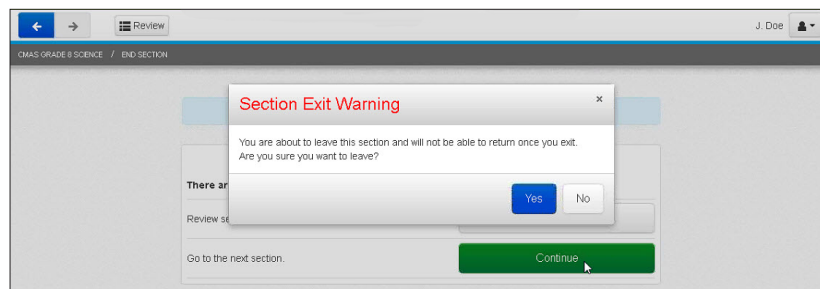 Review
J. Doe
CMAS GRADE 8 SCIENCE / END SECTION
Section Exit Warning
×
You are about to leave this section and will not be able to return once you exit.
Are you sure you want to leave?
Yes
No
There ar
Review se
Go to the next section.
Continue